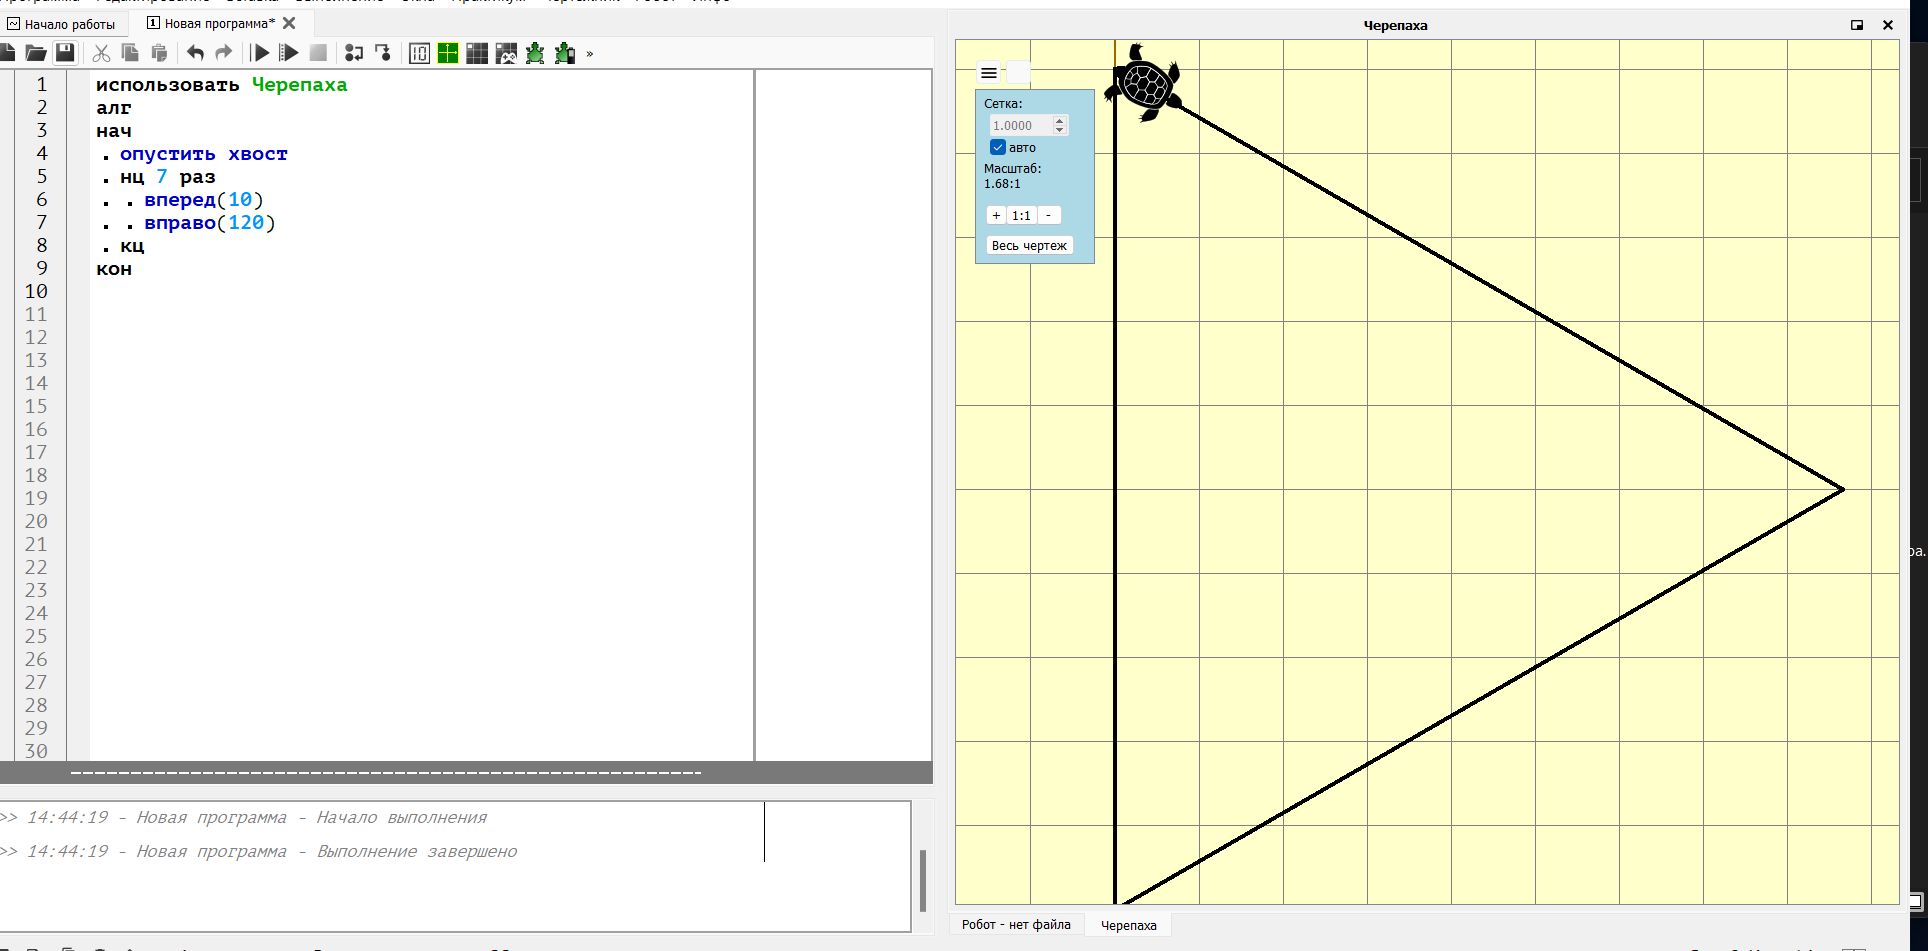 Начало работы
Новая программа*
»
1 использовать Черепаха
2 алг
3 нач
4 . опустить хвост
5 . нц 7 раз
6 . . вперед(10)
7 . . вправо(120)
8 . кц
9 кон
10
11
12
13
14
15
16
17
18
19
20
21
22
23
24
25
26
27
28
29
30
>> 14:44:19 - Новая программа - Начало выполнения
>> 14:44:19 - Новая программа - Выполнение завершено
Черепаха
Сетка:
1.0000
авто
Масштаб:
1.68:1
+ 1:1 -
Весь чертеж
Робот - нет файла
Черепаха
ра.